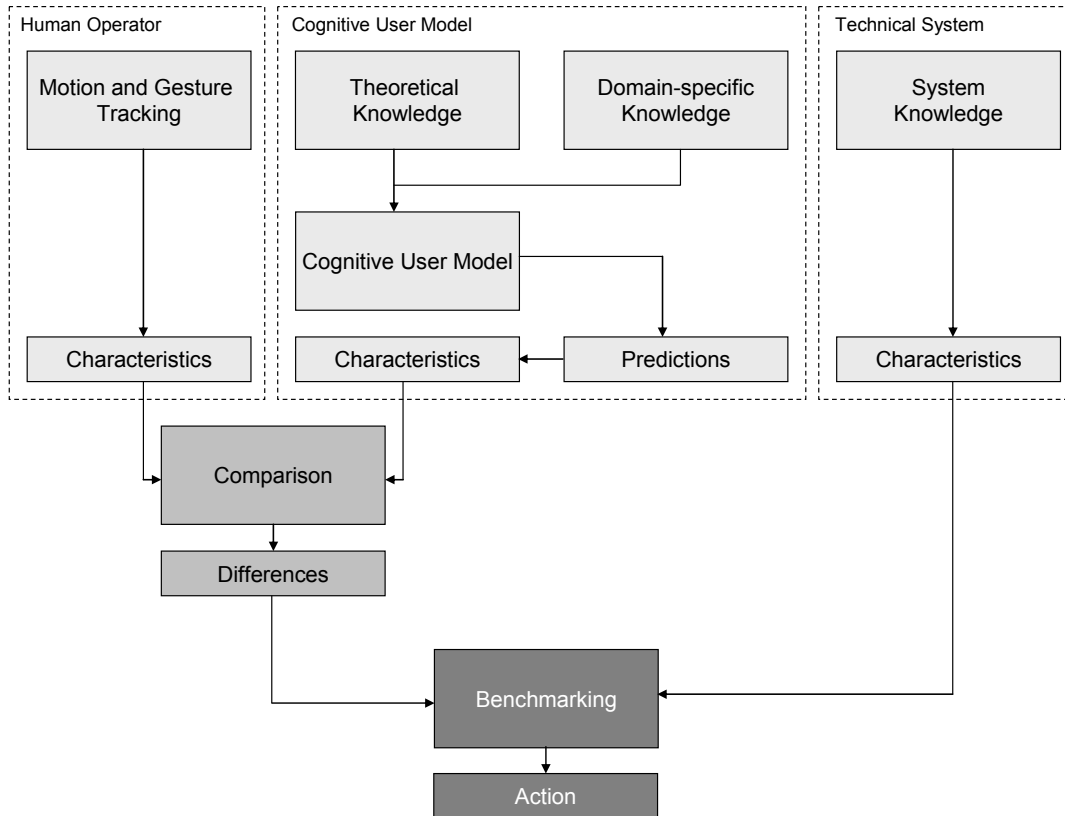 Human Operator
Cognitive User Model
Technical System
Motion and Gesture
Tracking
Theoretical
Knowledge
Domain-specific
Knowledge
System
Knowledge
Cognitive User Model
Characteristics
Characteristics
Predictions
Characteristics
Comparison
Differences
Benchmarking
Action